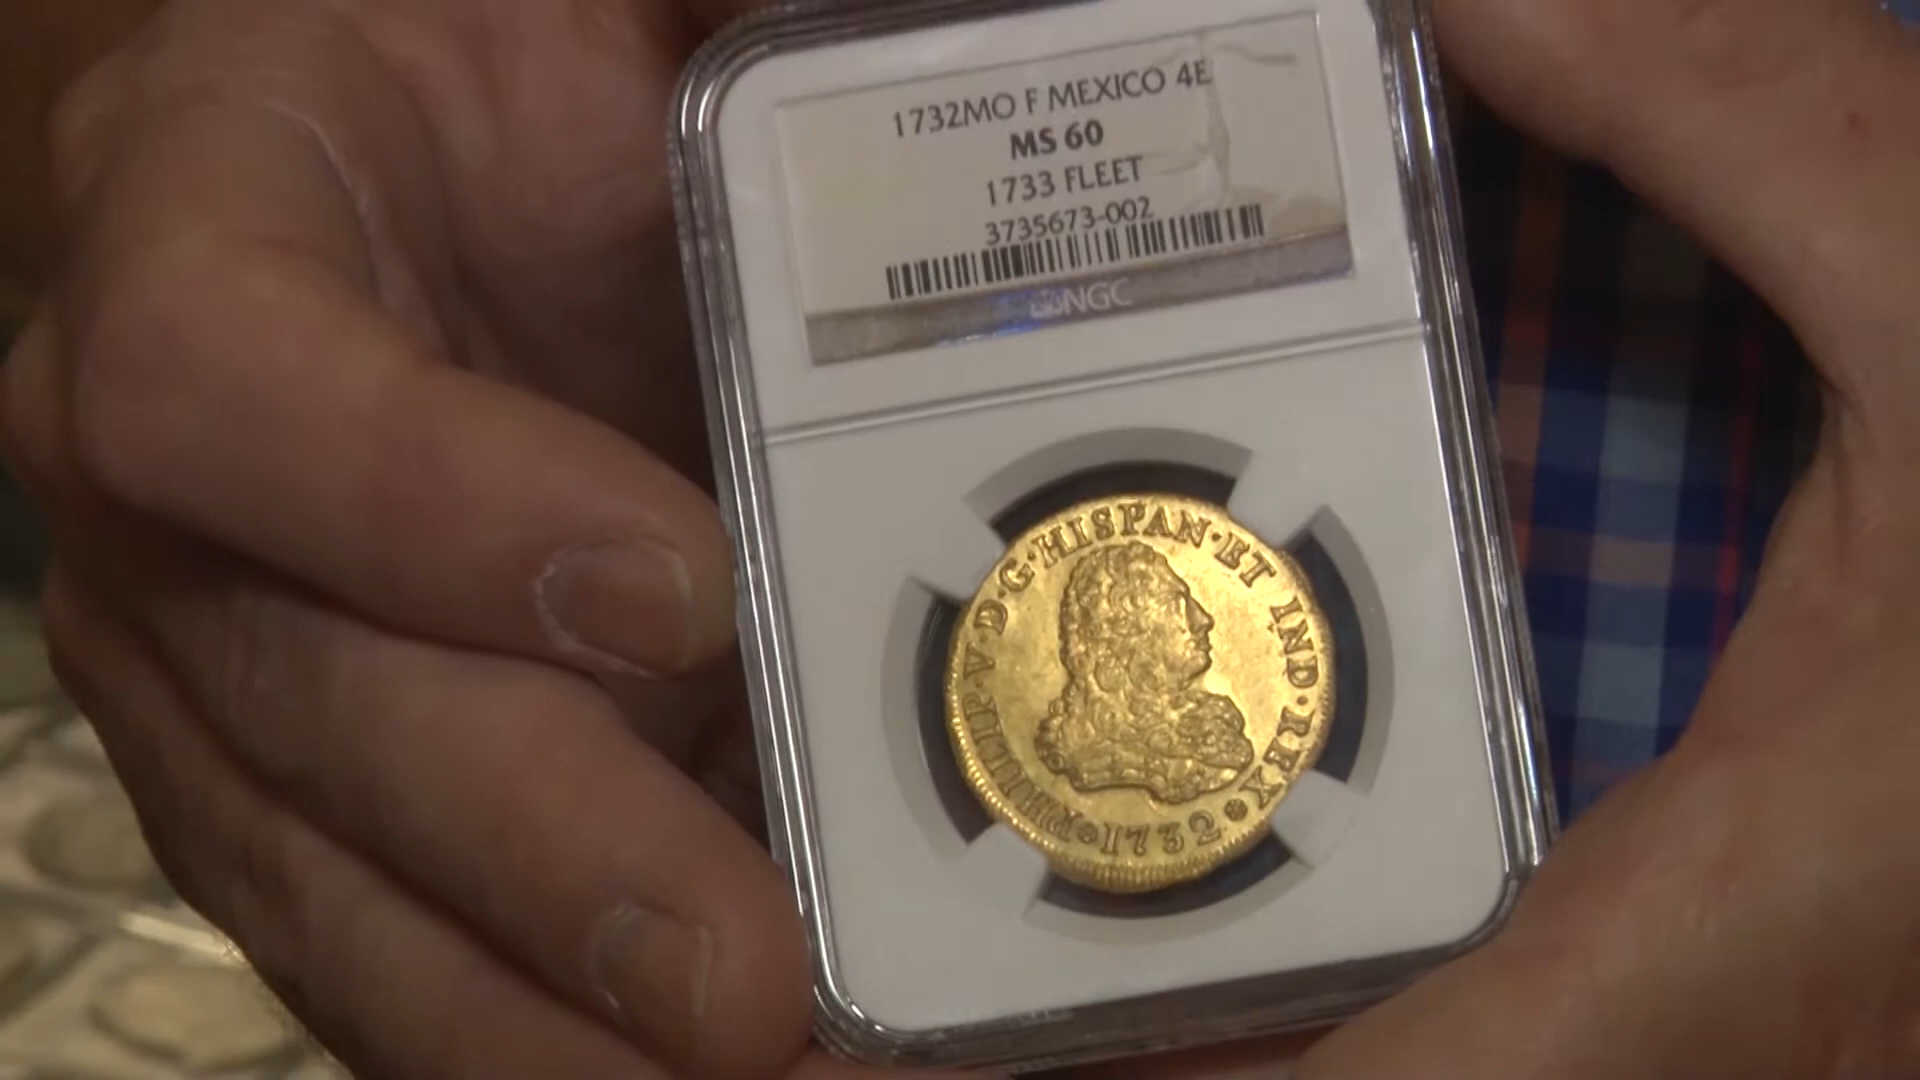 1732MO F MEXICO 4E
MS 60
1733 FLEET
3735673-002
NGC
PHILIP·V·D·G·HISPAN·ET IND·REX
1732